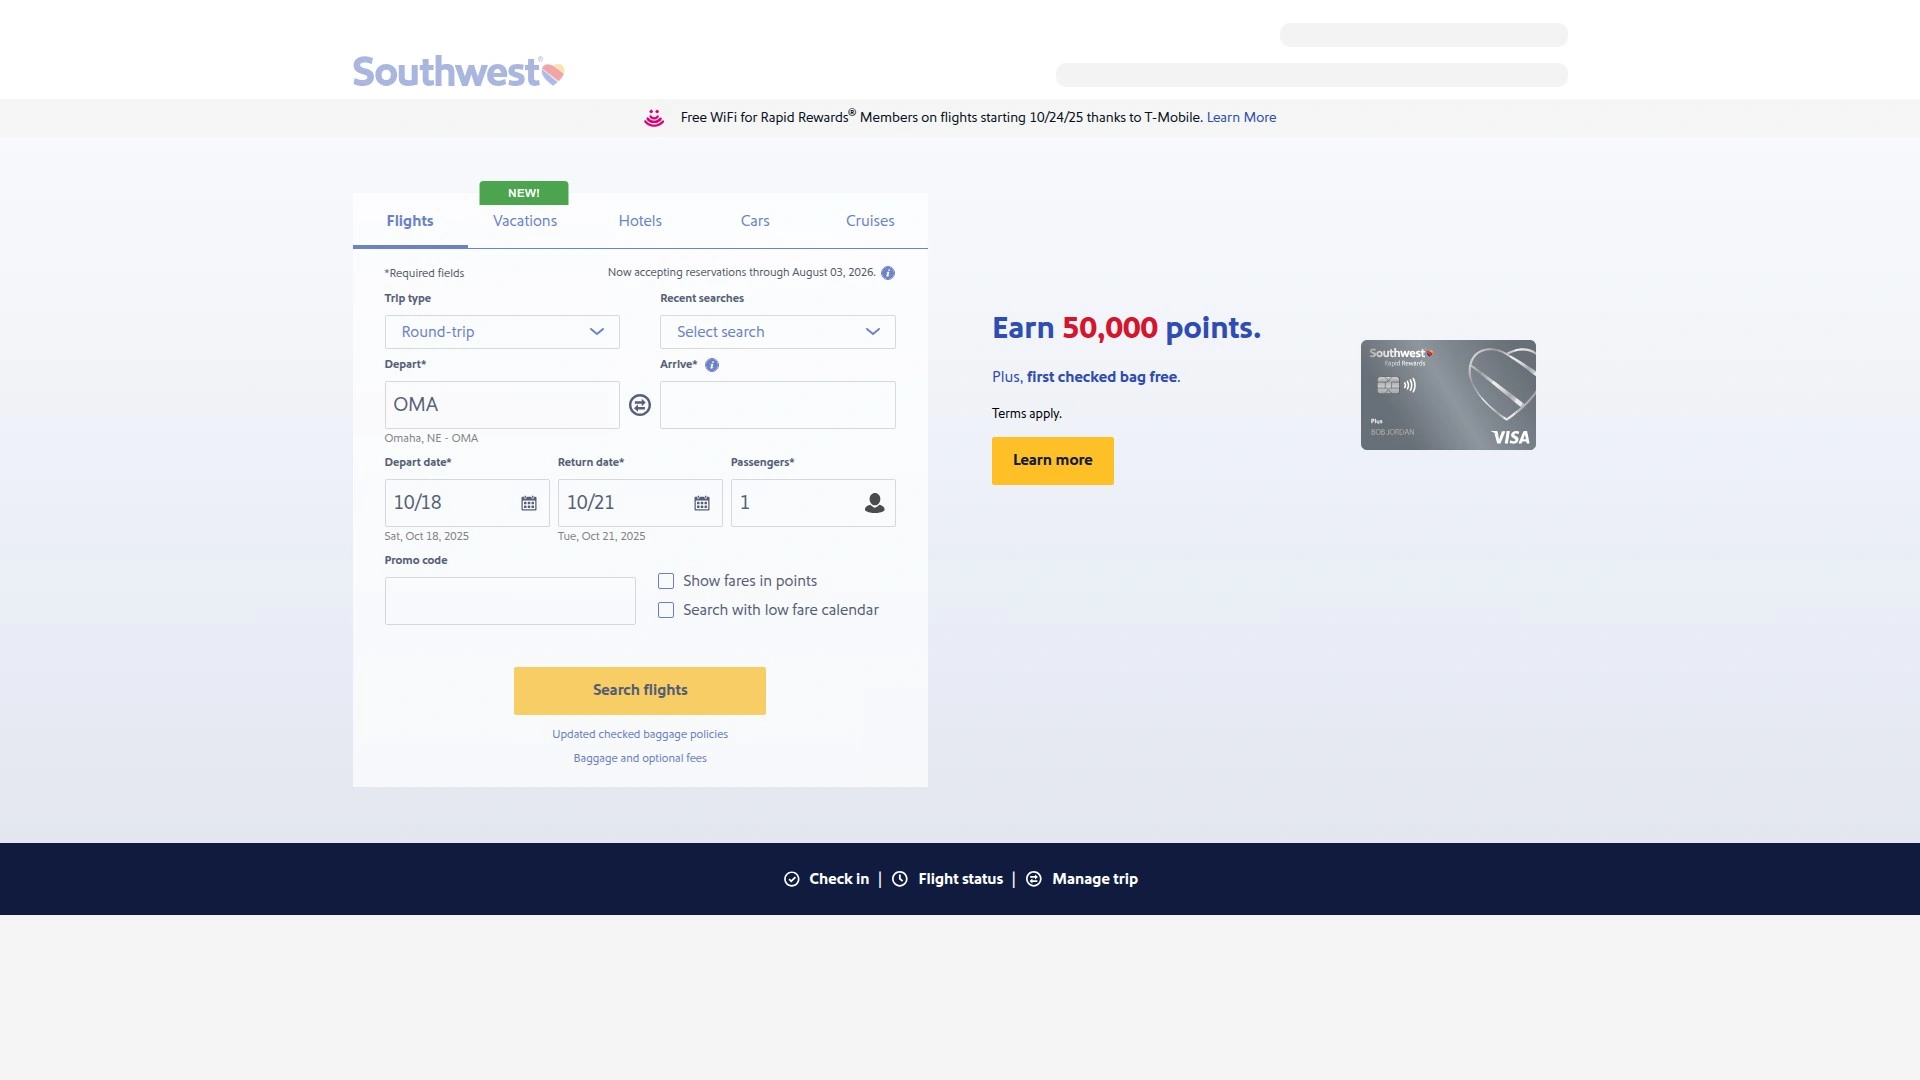 Southwest®
Free WiFi for Rapid Rewards® Members on flights starting 10/24/25 thanks to T-Mobile. Learn More
NEW!
Flights Vacations Hotels Cars Cruises
*Required fields
Now accepting reservations through August 03, 2026.
Trip type
Recent searches
Round-trip
Select search
Depart*
Arrive*
OMA
Omaha, NE - OMA
Depart date*
Return date*
Passengers*
10/18
10/21
1
Sat, Oct 18, 2025
Tue, Oct 21, 2025
Promo code
Show fares in points
Search with low fare calendar
Search flights
Updated checked baggage policies
Baggage and optional fees
Earn 50,000 points.
Plus, first checked bag free.
Terms apply.
Learn more
Southwest
Rapid Rewards
Plus
BOB JORDAN
VISA
Check in | Flight status | Manage trip